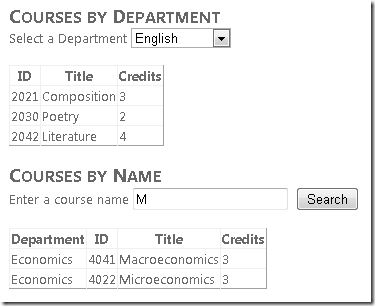 COURSES BY DEPARTMENT
Select a Department English
ID Title Credits
2021 Composition 3
2030 Poetry 2
2042 Literature 4
COURSES BY NAME
Enter a course name M Search
Department ID Title Credits
Economics 4041 Macroeconomics 3
Economics 4022 Microeconomics 3